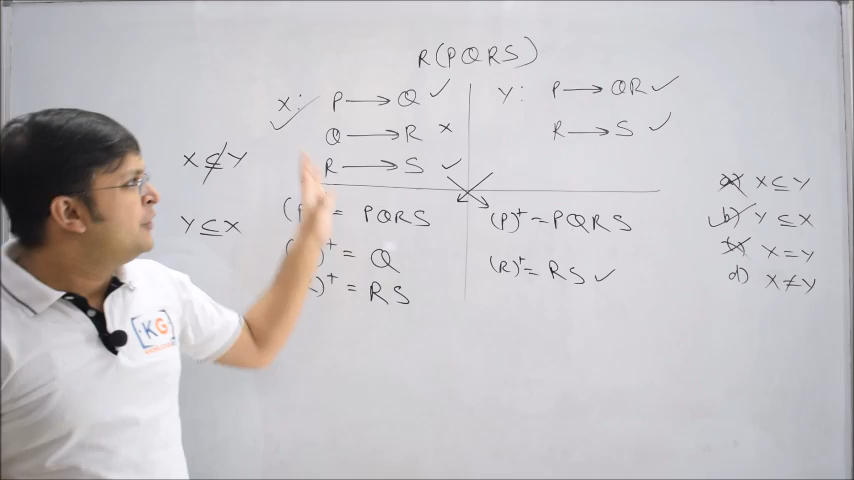 R(PQRS)
X: P → Q ✓
Q → R ×
R → S ✓
Y: P → QR ✓
R → S ✓
X ⊈ Y
Y ⊆ X
(P = PQRS
+ = Q
+ = RS
(P)+ = PQRS
(R)+ = RS ✓
a) X ⊆ Y
b) Y ⊆ X
X = Y
d) X ≠ Y
KG